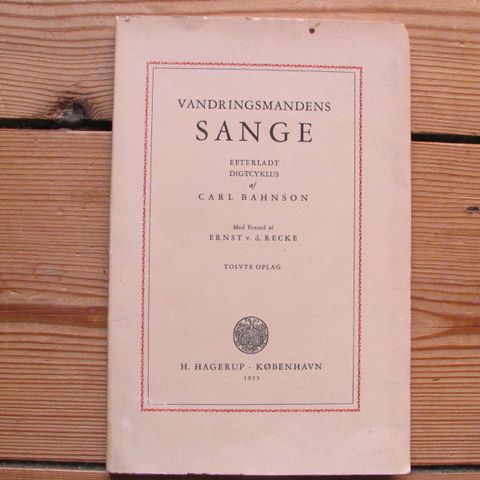 VANDRINGSMANDENS
SANGE
EFTERLADT
DIGTCYKLUS
af
CARL BAHNSON
Med Forord af
ERNST v. d. RECKE
TOLVTE OPLAG
H. HAGERUP - KØBENHAVN
1955